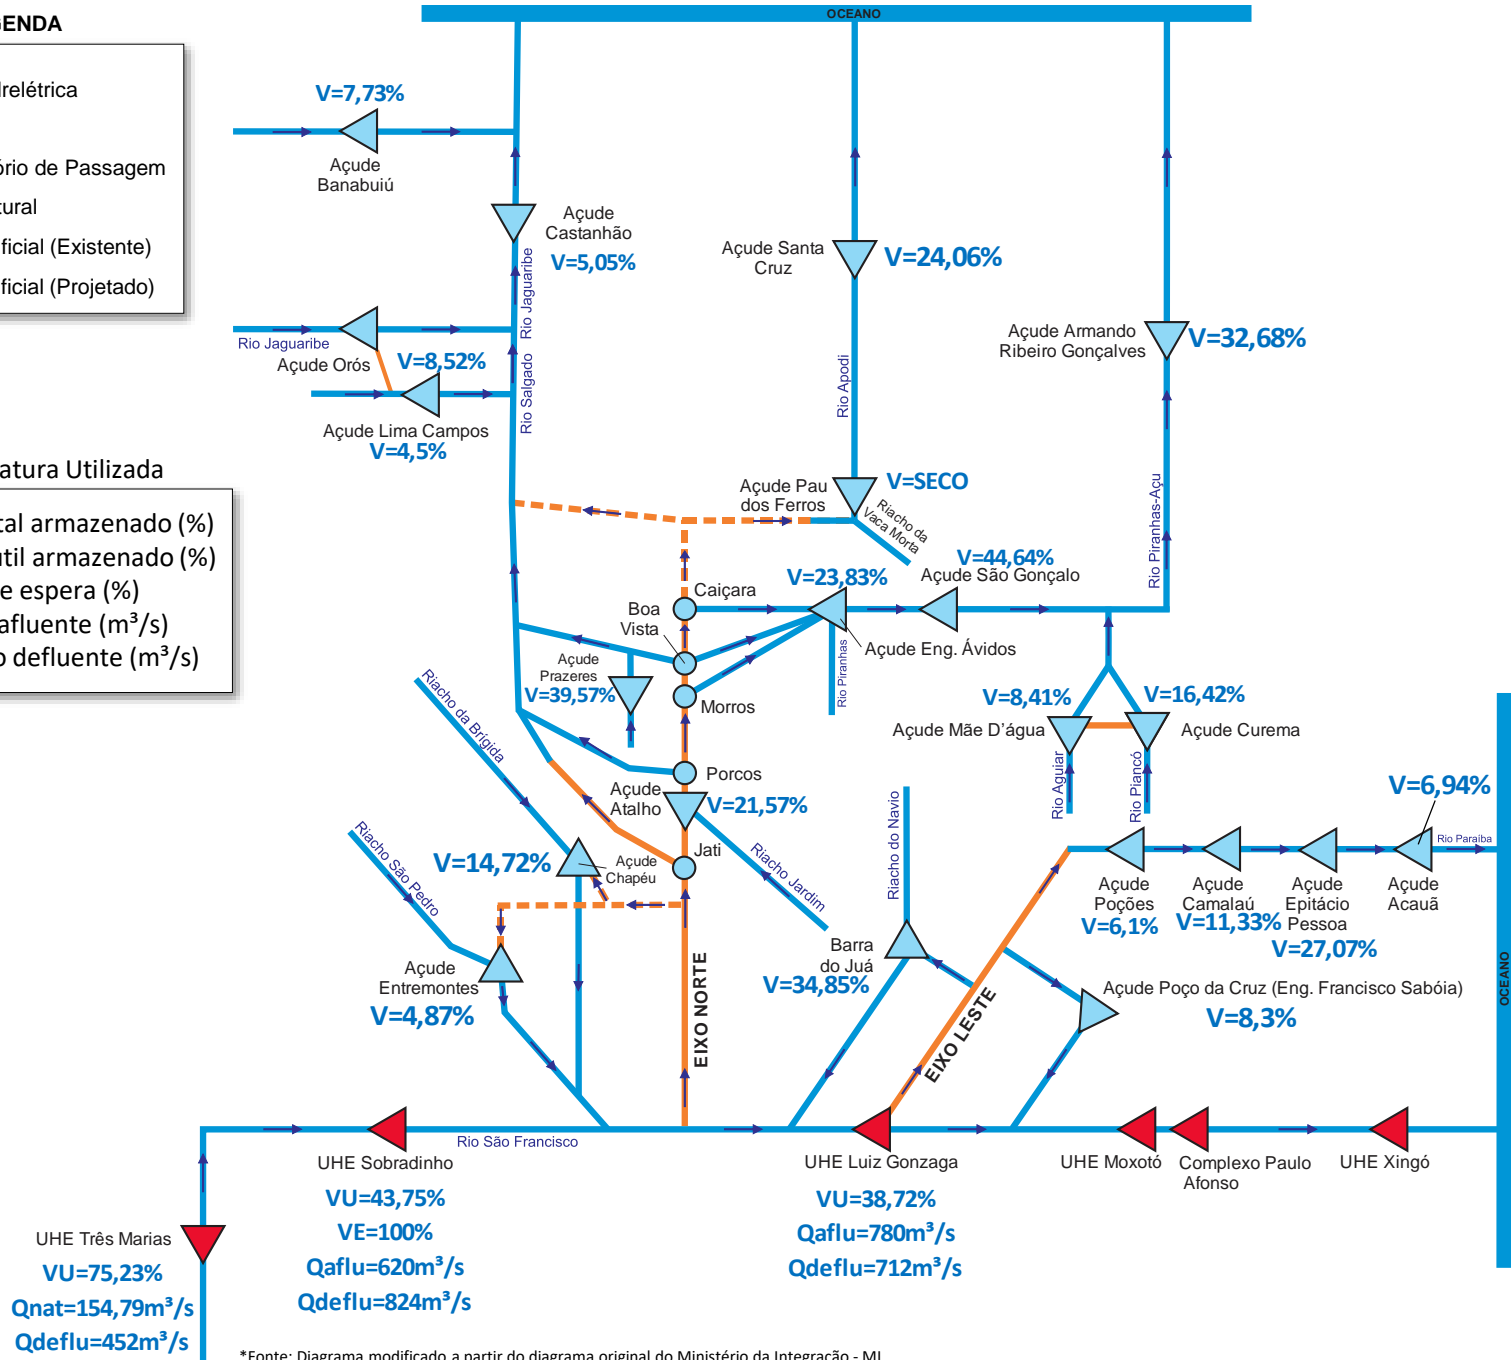 OCEANO
GENDA
drelétrica
ório de Passagem
tural
ificial (Existente)
ificial (Projetado)
V=7,73%
Açude
Banabuiú
Açude
Castanhão
V=5,05%
Rio Jaguaribe
Açude Santa
Cruz
V=24,06%
Açude Armando
Ribeiro Gonçalves
V=32,68%
Rio Jaguaribe
Açude Orós
V=8,52%
Rio Salgado
Rio Apodi
Açude Lima Campos
V=4,5%
atura Utilizada
tal armazenado (%)
útil armazenado (%)
e espera (%)
afluente (m³/s)
o defluente (m³/s)
Açude Pau
dos Ferros
V=SECO
Riacho da
Vaca Morta
Rio Piranhas-Açu
V=44,64%
Açude São Gonçalo
V=23,83%
Caiçara
Boa
Vista
Açude Eng. Ávidos
Rio Piranhas
Açude
Prazeres
V=39,57%
Morros
Riacho da Brigida
V=8,41%
Açude Mãe D'água
V=16,42%
Açude Curema
Rio Aguiar
Rio Piancó
Porcos
Açude
Atalho
V=21,57%
V=6,94%
Rio Paraiba
Jati
Riacho Jardim
Riacho do Navio
Riacho São Pedro
V=14,72%
Açude
Chapéu
Açude
Poções
V=6,1%
Açude
Camalaú
V=11,33%
Açude
Epitácio
Pessoa
V=27,07%
Açude
Acauã
Açude
Entremontes
V=4,87%
EIXO NORTE
Barra
do Juá
V=34,85%
EIXO LESTE
Açude Poço da Cruz (Eng. Francisco Sabóia)
V=8,3%
OCEANO
Rio São Francisco
UHE Sobradinho
VU=43,75%
VE=100%
Qaflu=620m³/s
Qdeflu=824m³/s
UHE Luiz Gonzaga
VU=38,72%
Qaflu=780m³/s
Qdeflu=712m³/s
UHE Moxotó
Complexo Paulo
Afonso
UHE Xingó
UHE Três Marias
VU=75,23%
Qnat=154,79m³/s
Qdeflu=452m³/s
*Fonte: Diagrama modificado a partir do diagrama original do Ministério da Integração - MI